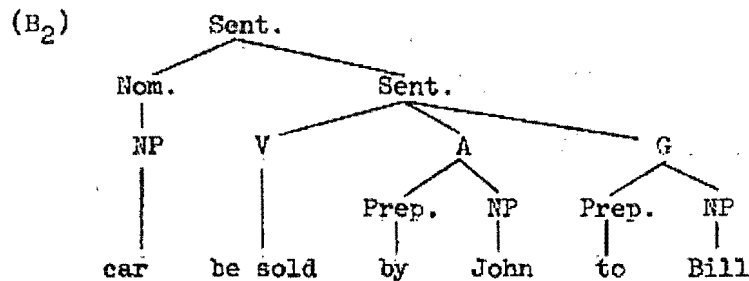 (B₂) Sent.
Nom. Sent.
NP V A G
Prep. NP Prep. NP
car be sold by John to Bill